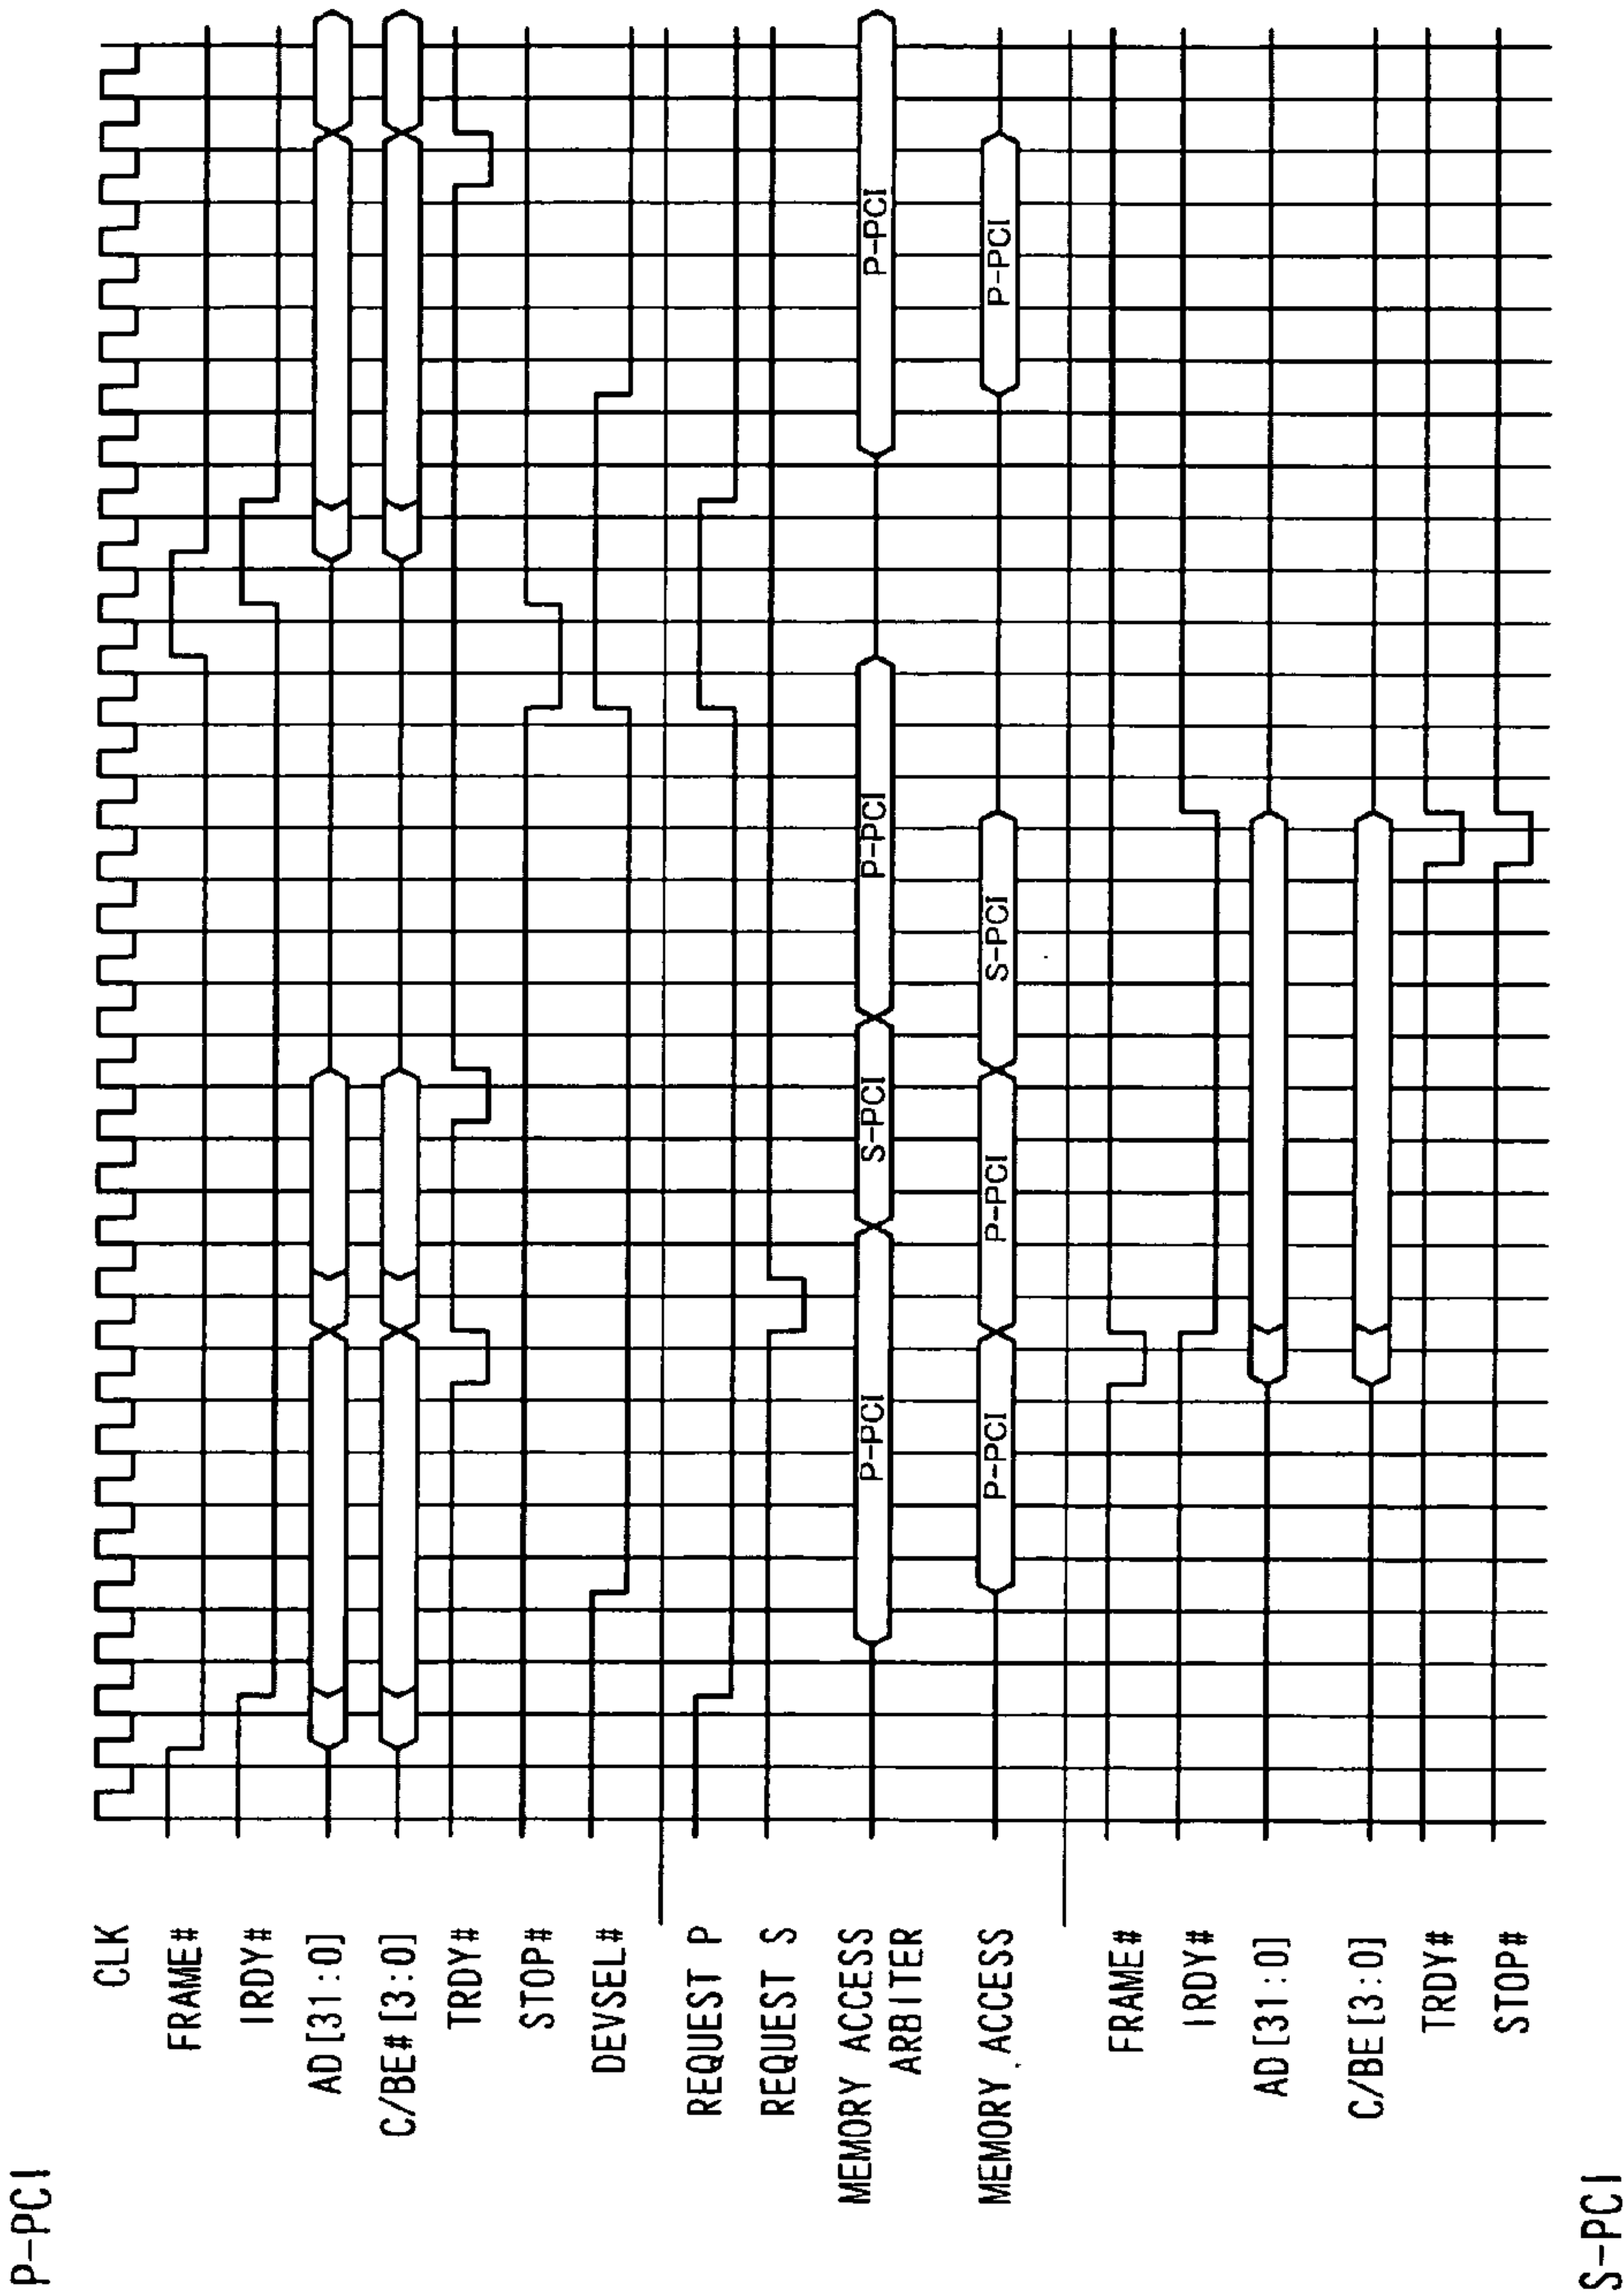 P-PCI
CLK
FRAME#
IRDY#
AD[31:0]
C/BE#[3:0]
TRDY#
STOP#
DEVSEL#
REQUEST P
REQUEST S
MEMORY ACCESS
ARBITER
P-PCI
S-PCI
P-PCI
P-PCI
MEMORY ACCESS
P-PCI
P-PCI
S-PCI
P-PCI
FRAME#
IRDY#
AD[31:0]
C/BE[3:0]
TRDY#
STOP#
S-PCI